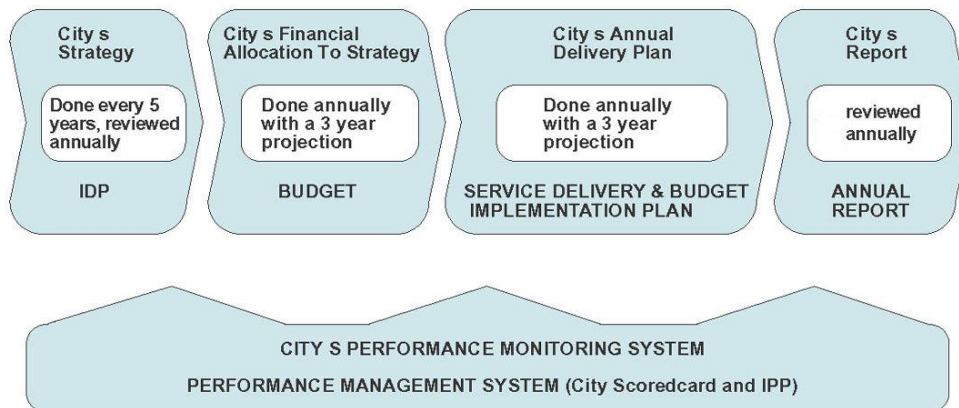 City s
Strategy
Done every 5
years, reviewed
annually
IDP
City s Financial
Allocation To Strategy
Done annually
with a 3 year
projection
BUDGET
City s Annual
Delivery Plan
Done annually
with a 3 year
projection
SERVICE DELIVERY & BUDGET
IMPLEMENTATION PLAN
City s
Report
reviewed
annually
ANNUAL
REPORT
CITY S PERFORMANCE MONITORING SYSTEM
PERFORMANCE MANAGEMENT SYSTEM (City Scoredcard and IPP)